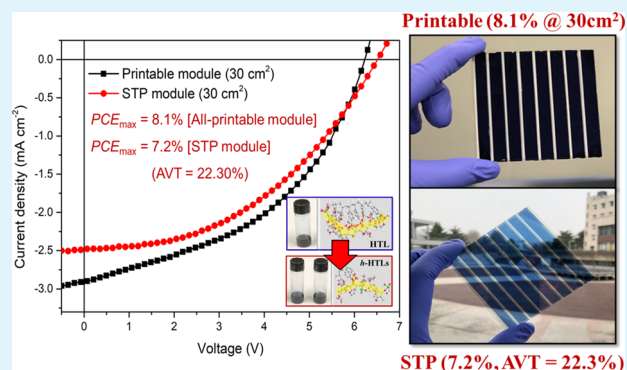 Printable (8.1% @ 30cm²)
0.0
-0.5
-1.0
-1.5
-2.0
-2.5
-3.0
Current density (mA cm⁻²)
Printable module (30 cm²)
STP module (30 cm²)
PCEmax = 8.1% [All-printable module]
PCEmax = 7.2% [STP module]
(AVT = 22.30%)
HTL
h-HTLs
0 1 2 3 4 5 6 7
Voltage (V)
STP (7.2%, AVT = 22.3%)